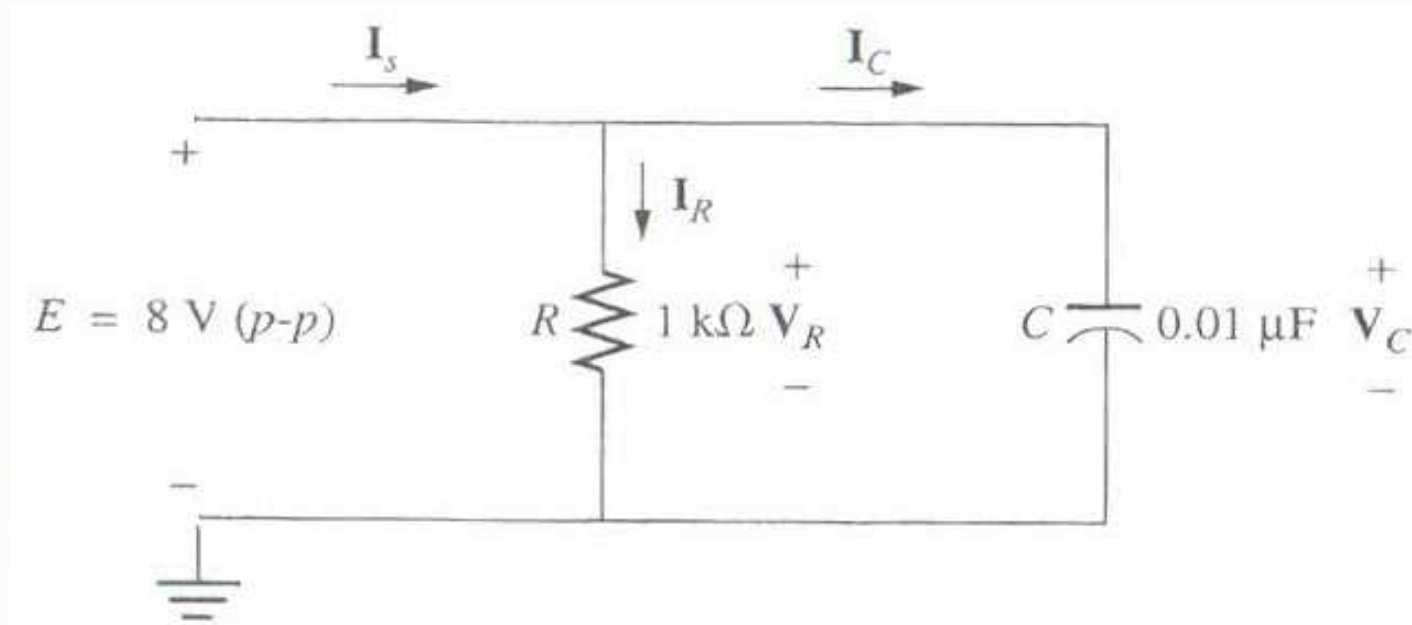 I_s
I_C
+
I_R
E = 8 V (p-p)
R 1 kΩ + V_R −
C 0.01 μF + V_C −
−